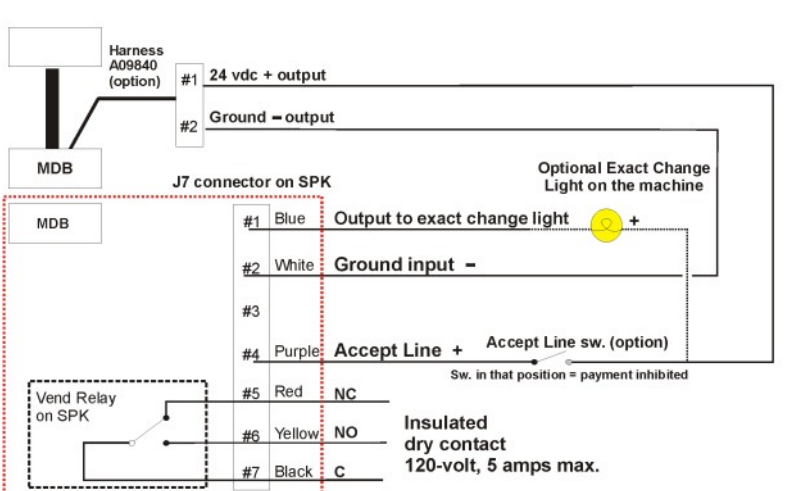 Harness
A09840
(option)
#1 24 vdc + output
#2 Ground – output
MDB
J7 connector on SPK
Optional Exact Change
Light on the machine
MDB
#1 Blue Output to exact change light +
#2 White Ground input –
#3
#4 Purple Accept Line +
Accept Line sw. (option)
Sw. in that position = payment inhibited
Vend Relay
on SPK
#5 Red NC
#6 Yellow NO
#7 Black C
Insulated
dry contact
120-volt, 5 amps max.